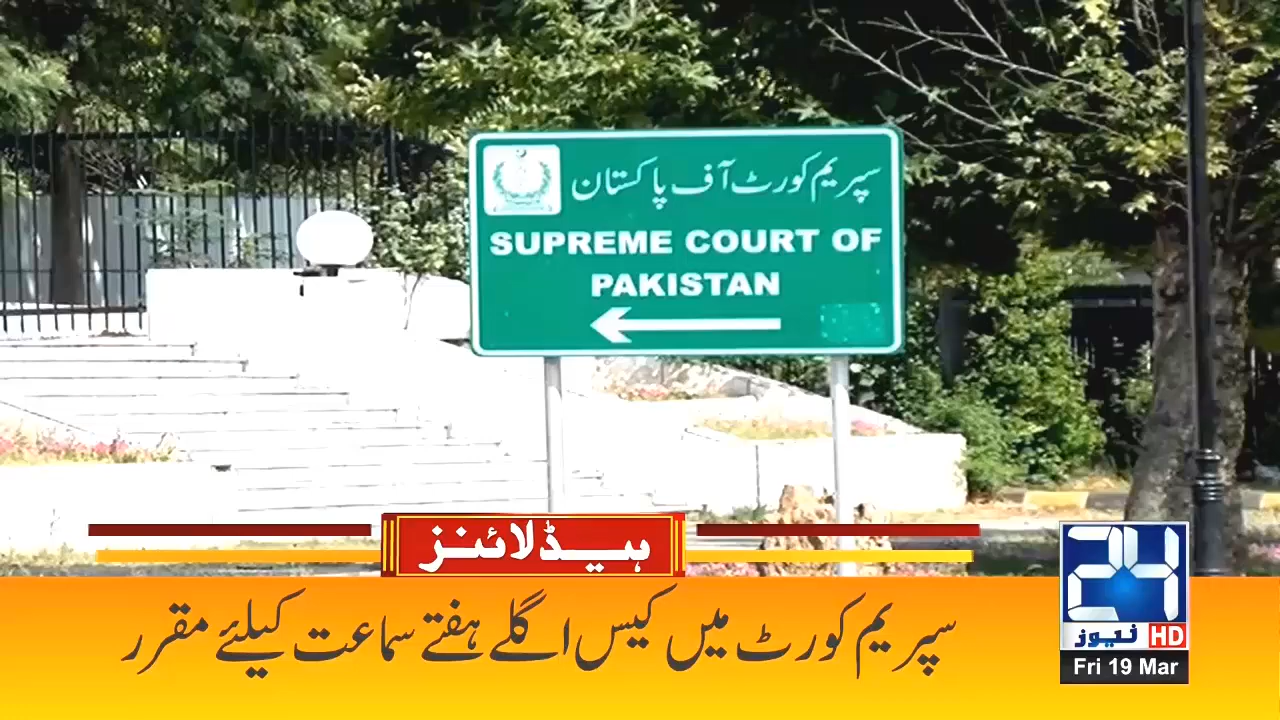 سپریم کورٹ آف پاکستان
SUPREME COURT OF
PAKISTAN
ہیڈلائنز
سپریم کورٹ میں کیس اگلے ہفتے سماعت کیلئے مقرر
24
نیوز HD
Fri 19 Mar